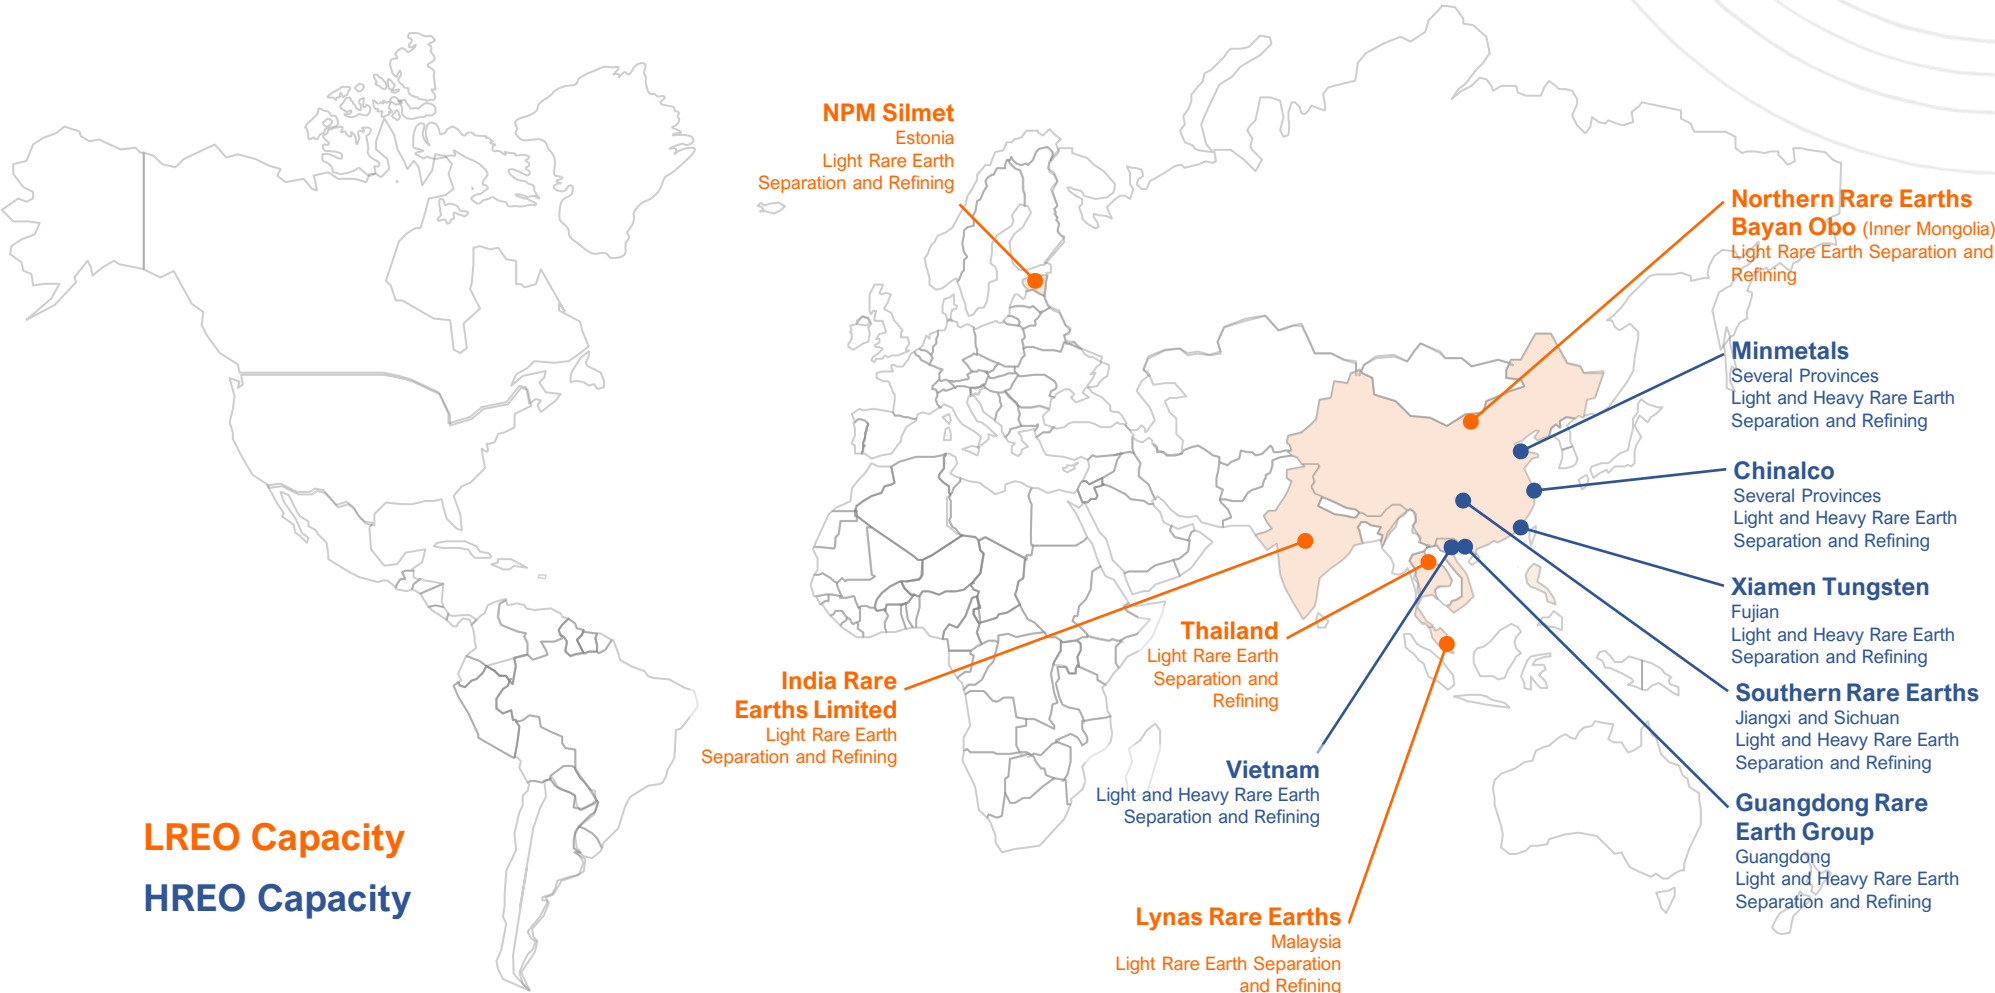 NPM Silmet
Estonia
Light Rare Earth
Separation and Refining
Northern Rare Earths
Bayan Obo (Inner Mongolia)
Light Rare Earth Separation and
Refining
Minmetals
Several Provinces
Light and Heavy Rare Earth
Separation and Refining
Chinalco
Several Provinces
Light and Heavy Rare Earth
Separation and Refining
Xiamen Tungsten
Fujian
Light and Heavy Rare Earth
Separation and Refining
Southern Rare Earths
Jiangxi and Sichuan
Light and Heavy Rare Earth
Separation and Refining
Guangdong Rare
Earth Group
Guangdong
Light and Heavy Rare Earth
Separation and Refining
Thailand
Light Rare Earth
Separation and
Refining
India Rare
Earths Limited
Light Rare Earth
Separation and Refining
Vietnam
Light and Heavy Rare Earth
Separation and Refining
Lynas Rare Earths
Malaysia
Light Rare Earth Separation
and Refining
LREO Capacity
HREO Capacity